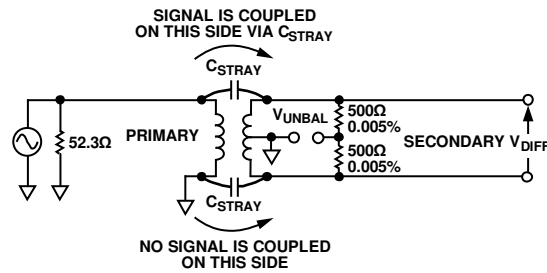 SIGNAL IS COUPLED
ON THIS SIDE VIA CSTRAY
CSTRAY
VUNBAL
500Ω
0.005%
52.3Ω
PRIMARY
SECONDARY VDIFF
500Ω
0.005%
CSTRAY
NO SIGNAL IS COUPLED
ON THIS SIDE